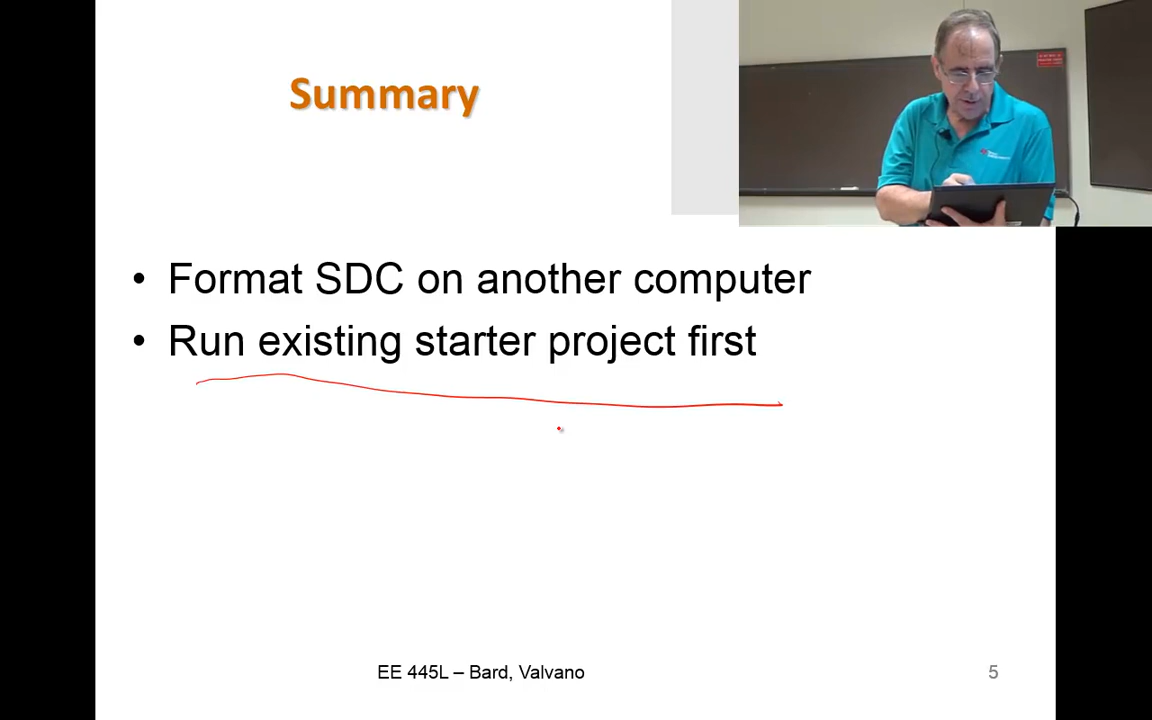 Summary
• Format SDC on another computer
• Run existing starter project first
EE 445L – Bard, Valvano
5